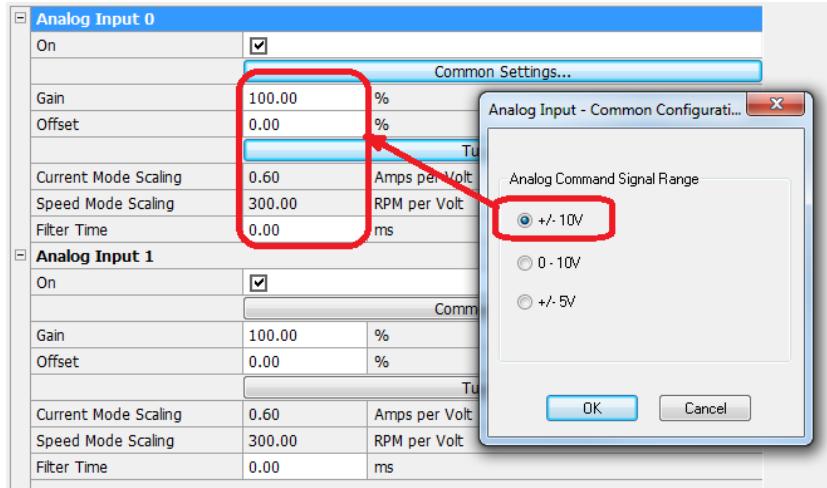 Analog Input 0
On
Common Settings...
Gain 100.00 %
Offset 0.00 %
Tu
Current Mode Scaling 0.60 Amps per Volt
Speed Mode Scaling 300.00 RPM per Volt
Filter Time 0.00 ms
Analog Input 1
On
Comm
Gain 100.00 %
Offset 0.00 %
Tu
Current Mode Scaling 0.60 Amps per Volt
Speed Mode Scaling 300.00 RPM per Volt
Filter Time 0.00 ms
Analog Input - Common Configurati...
Analog Command Signal Range
+/- 10V
0 - 10V
+/- 5V
OK Cancel